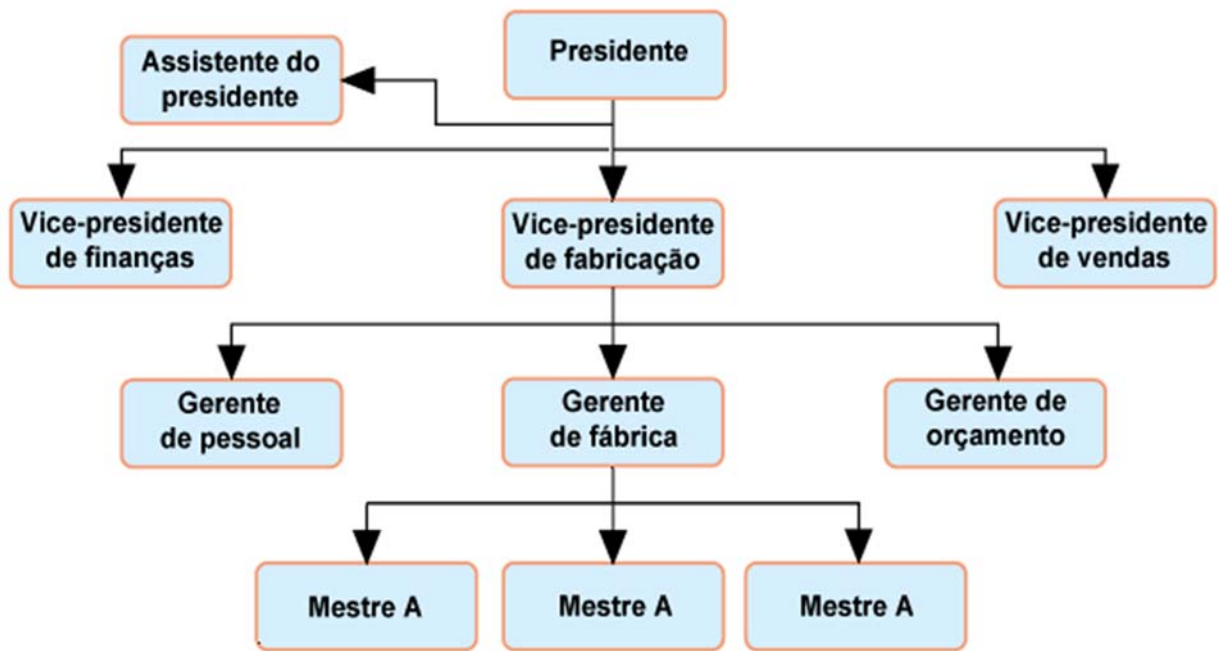 Presidente
Assistente do
presidente
Vice-presidente
de finanças
Vice-presidente
de fabricação
Vice-presidente
de vendas
Gerente
de pessoal
Gerente
de fábrica
Gerente de
orçamento
Mestre A
Mestre A
Mestre A